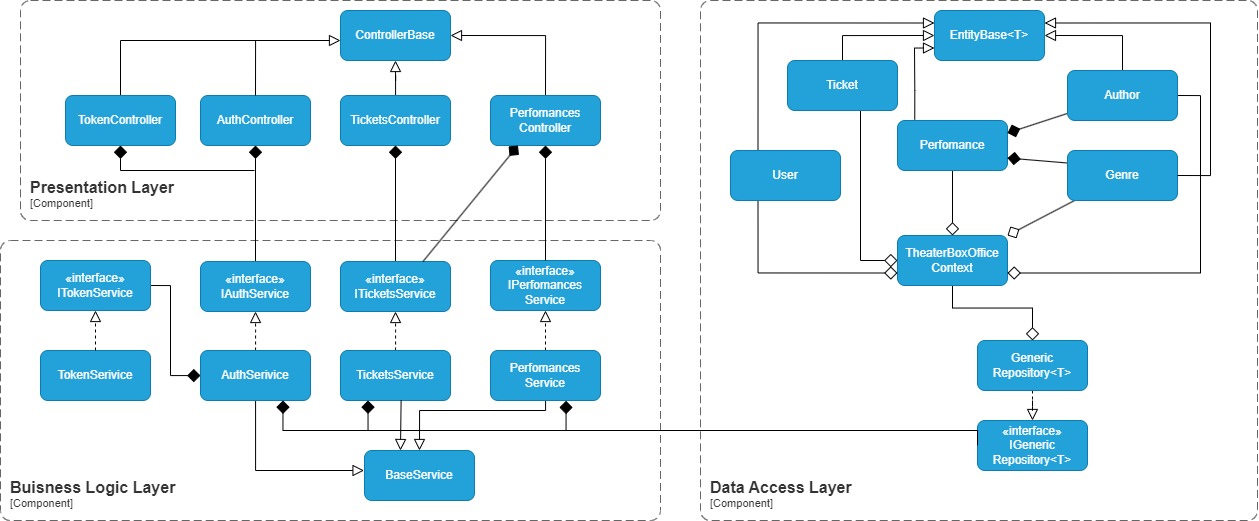 ControllerBase
TokenController
AuthController
TicketsController
Perfomances
Controller
Presentation Layer
[Component]
«interface»
ITokenService
«interface»
IAuthService
«interface»
ITicketsService
«interface»
IPerfomances
Service
TokenSerivice
AuthSerivice
TicketsService
Perfomances
Service
BaseService
Buisness Logic Layer
[Component]
EntityBase<T>
Ticket
Author
Perfomance
User
Genre
TheaterBoxOffice
Context
Generic
Repository<T>
«interface»
IGeneric
Repository<T>
Data Access Layer
[Component]